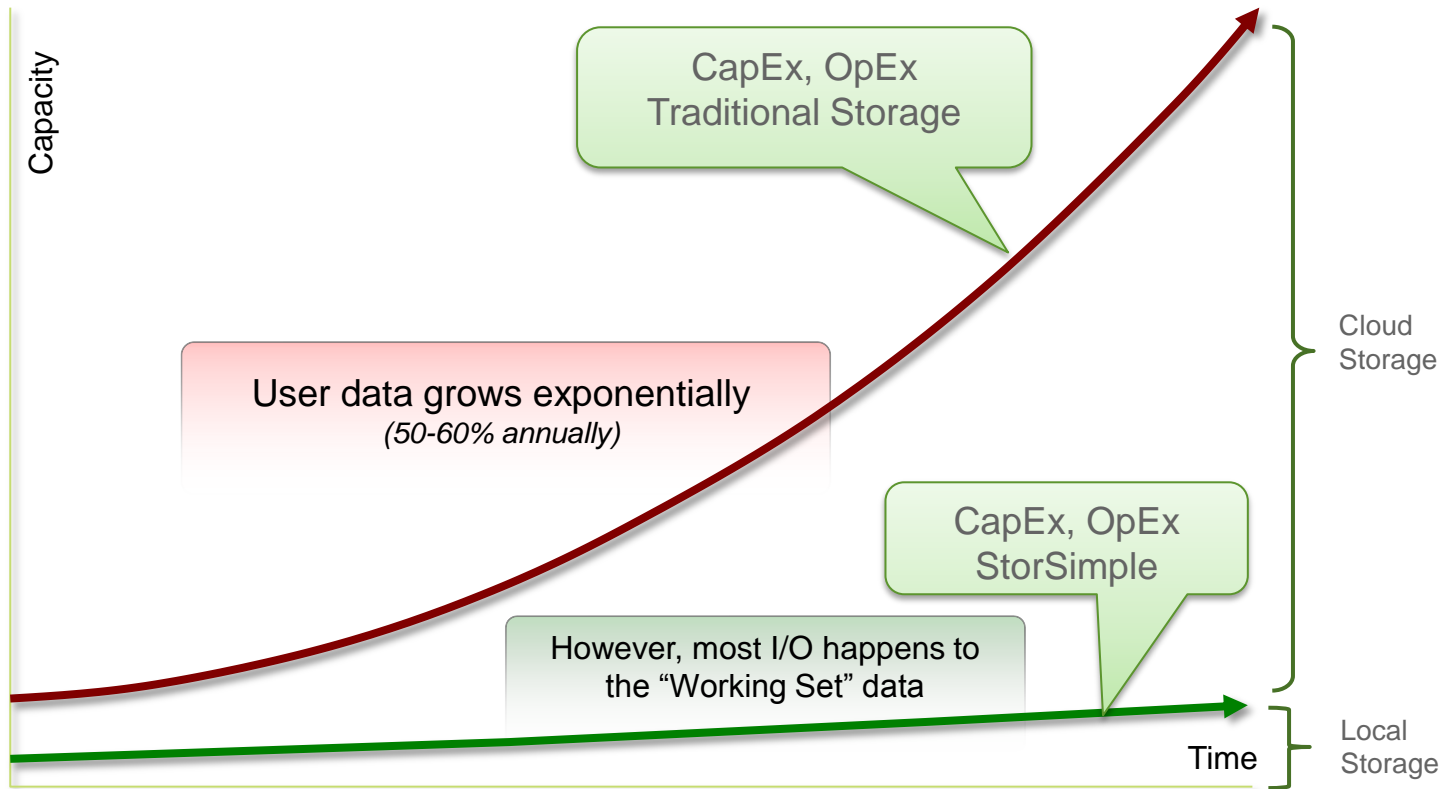 Capacity
CapEx, OpEx
Traditional Storage
Cloud
Storage
User data grows exponentially
(50-60% annually)
CapEx, OpEx
StorSimple
However, most I/O happens to
the “Working Set” data
Time
Local
Storage